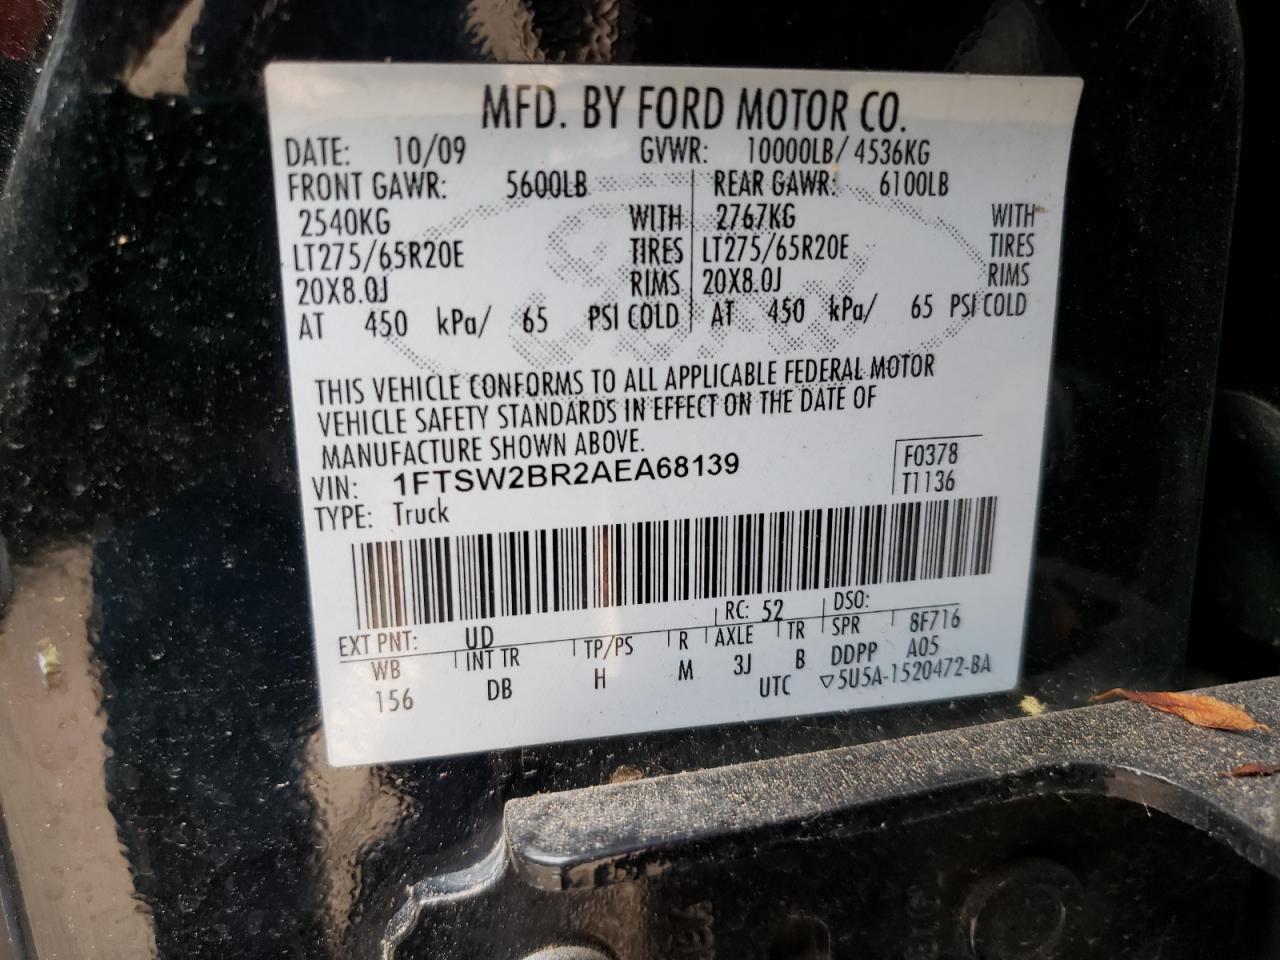 MFD. BY FORD MOTOR CO.
DATE: 10/09 GVWR: 10000LB/ 4536KG
FRONT GAWR: 5600LB REAR GAWR: 6100LB
2540KG WITH 2767KG WITH
LT275/65R20E TIRES LT275/65R20E TIRES
20X8.0J RIMS 20X8.0J RIMS
AT 450 kPa/ 65 PSI COLD AT 450 kPa/ 65 PSI COLD
THIS VEHICLE CONFORMS TO ALL APPLICABLE FEDERAL MOTOR
VEHICLE SAFETY STANDARDS IN EFFECT ON THE DATE OF
MANUFACTURE SHOWN ABOVE.
VIN: 1FTSW2BR2AEA68139 F0378
TYPE: Truck T1136
EXT PNT: UD RC: 52 DSO:
WB INT TR TP/PS R AXLE TR SPR 8F716
156 DB H M 3J B DDPP A05
UTC ▽5U5A-1520472-BA